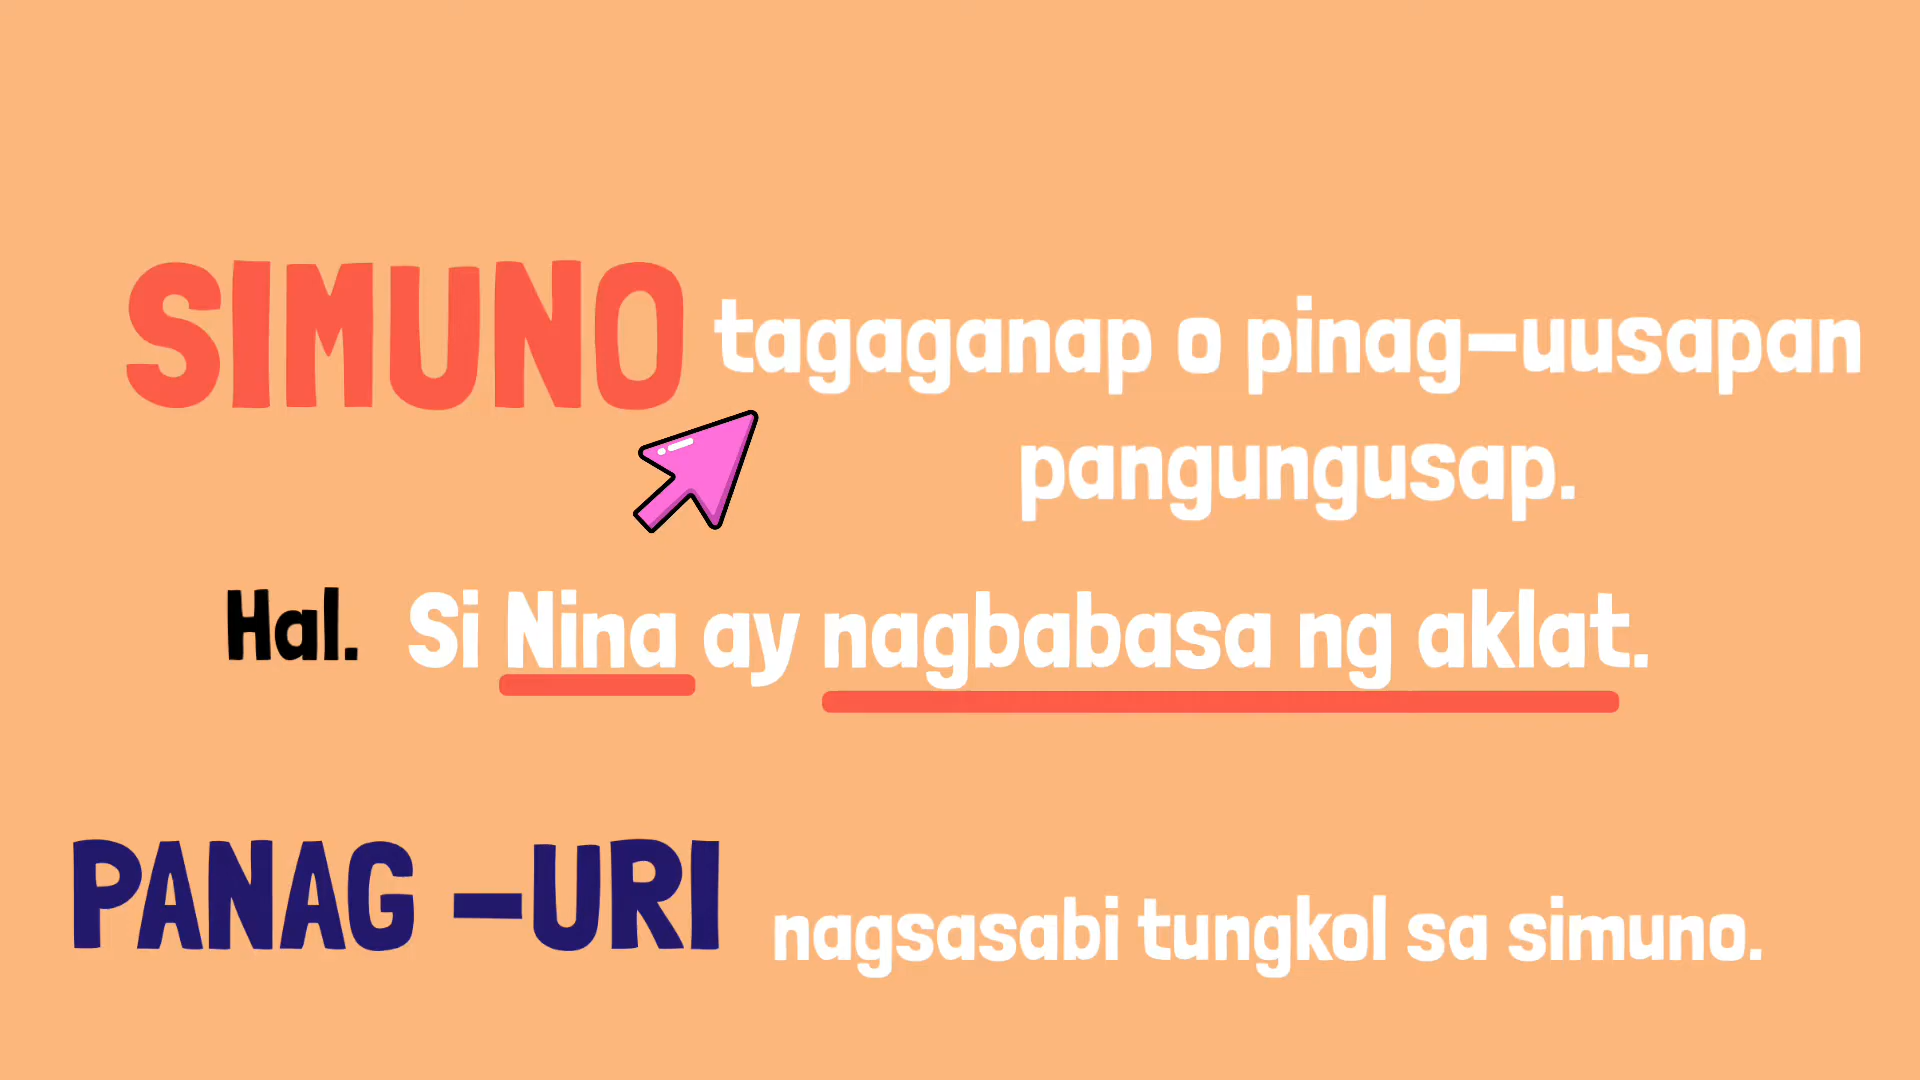 SIMUNO tagaganap o pinag-uusapan
pangungusap.
Hal. Si Nina ay nagbabasa ng aklat.
PANAG -URI nagsasabi tungkol sa simuno.